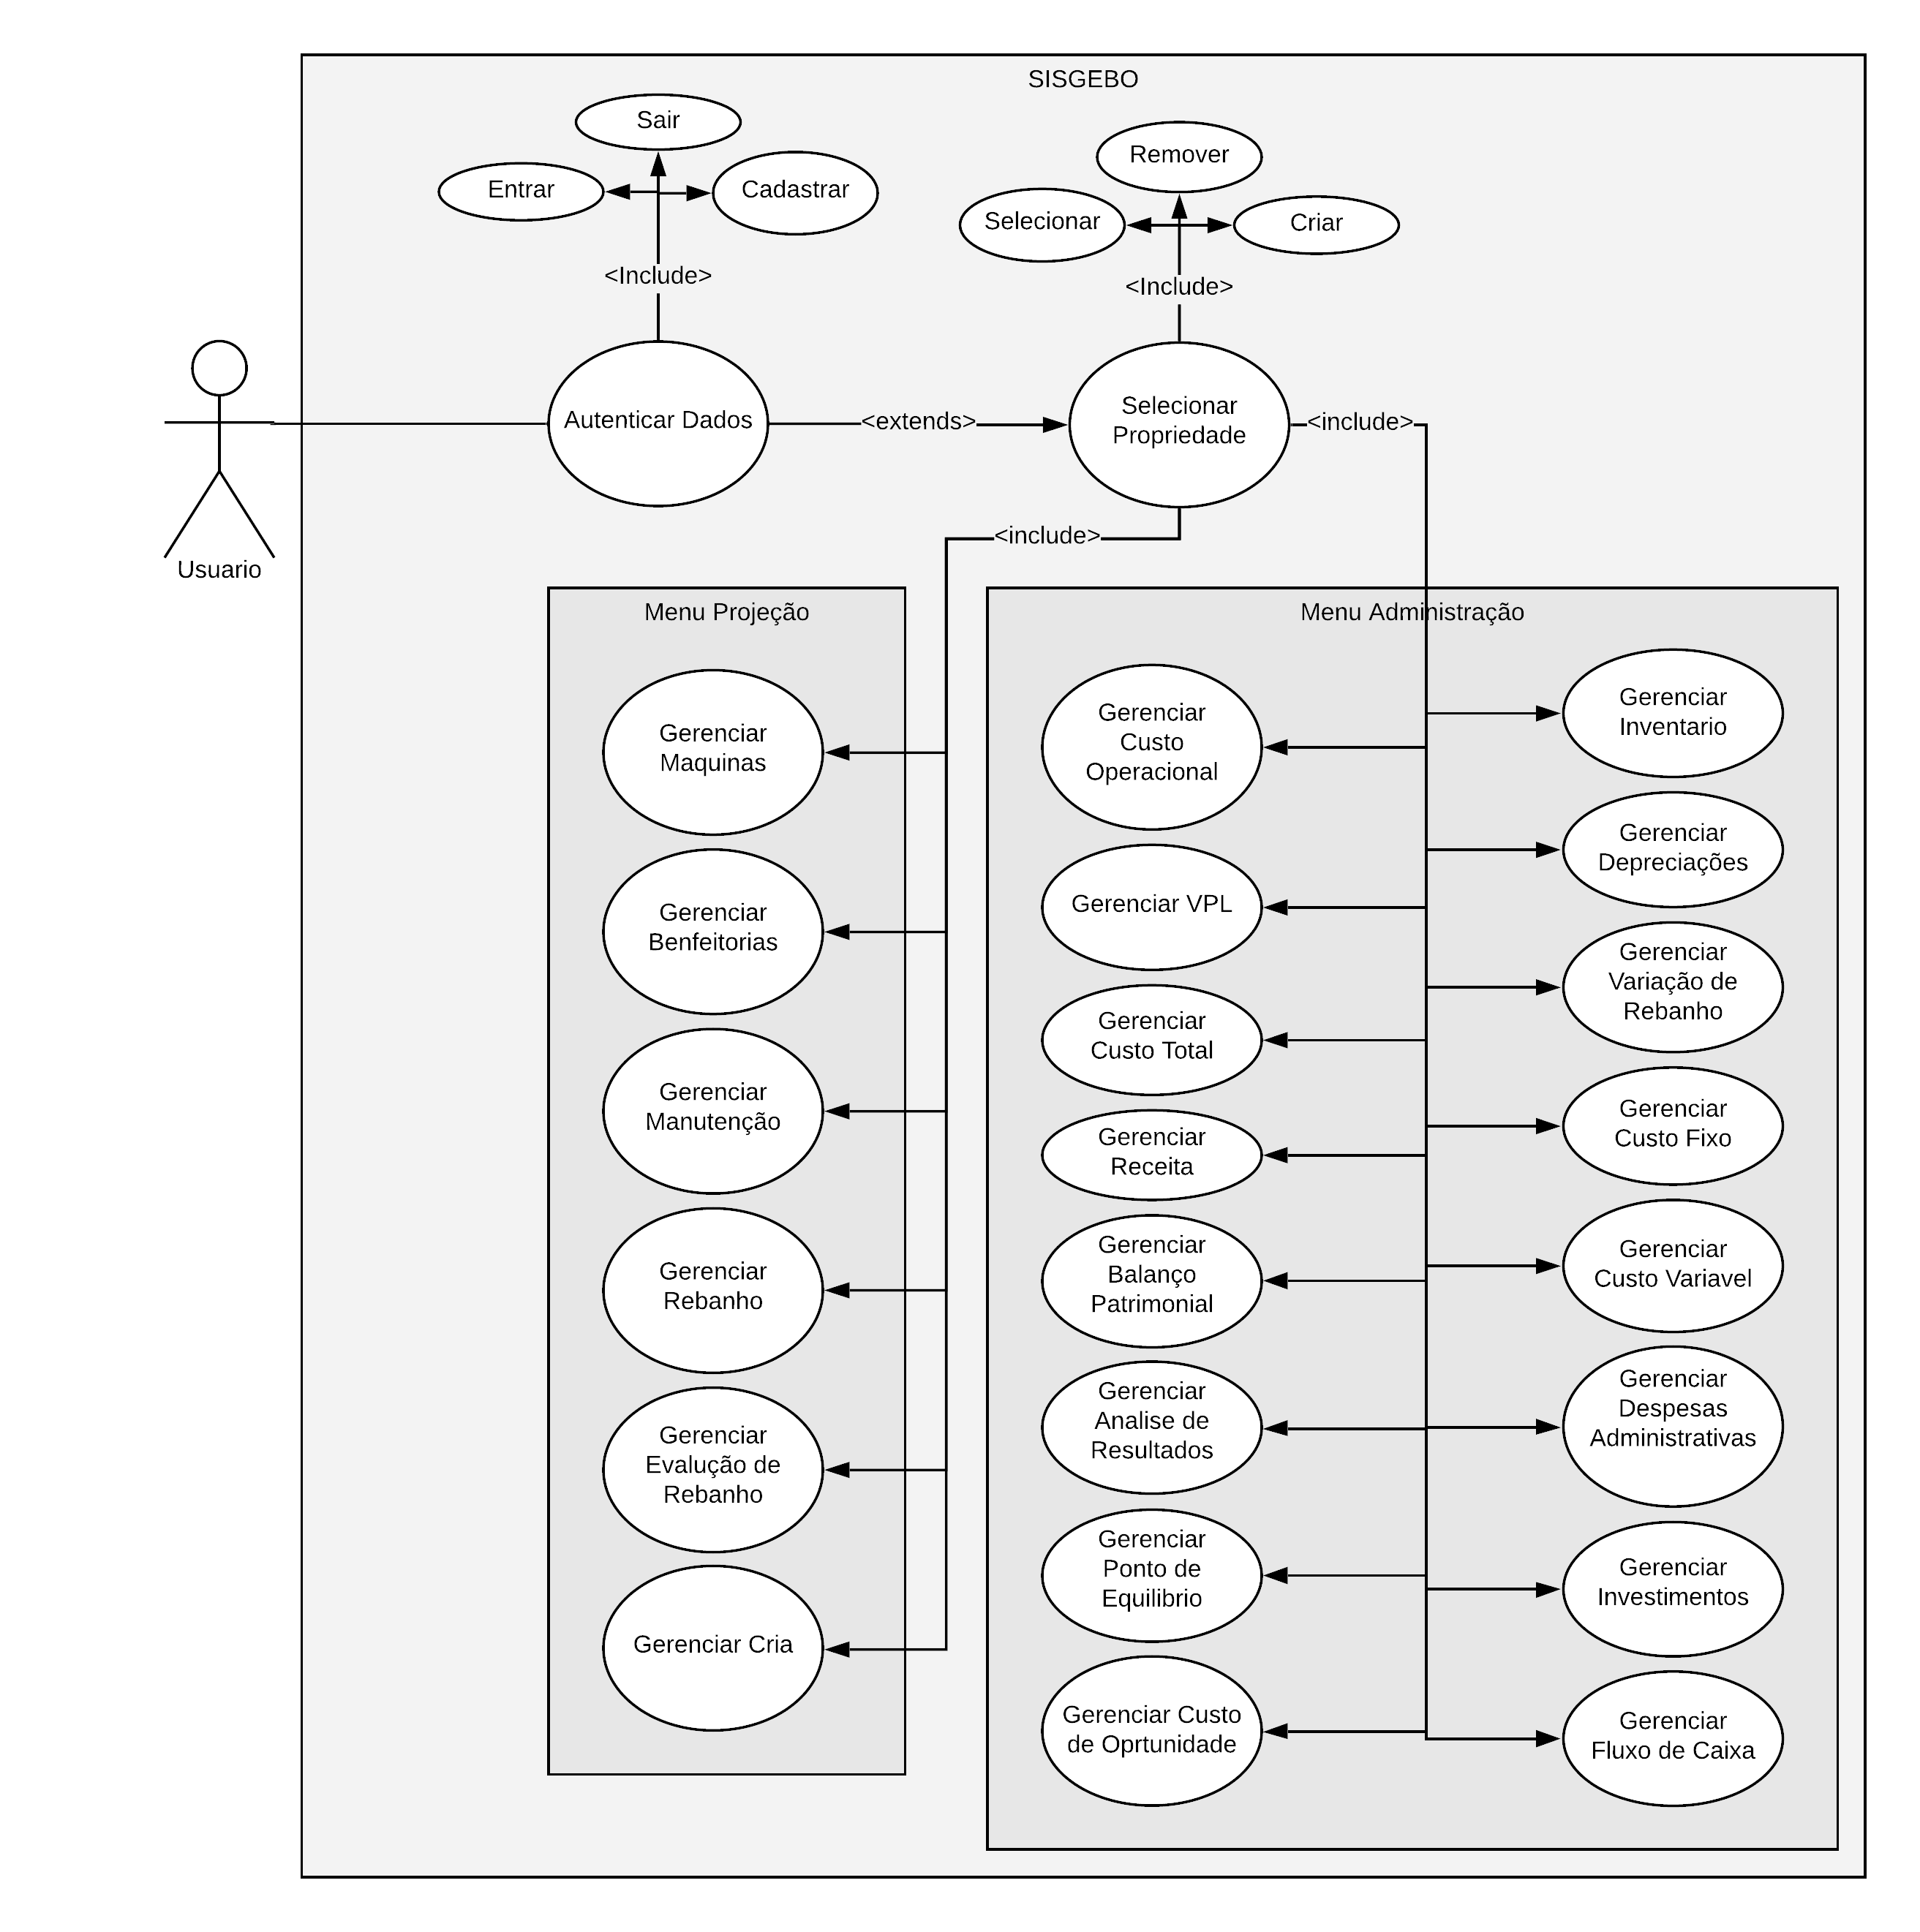 SISGEBO
Sair
Entrar
Cadastrar
<Include>
Remover
Selecionar
Criar
<Include>
Usuario
Autenticar Dados
<extends>
Selecionar
Propriedade
<include>
<include>
Menu Projeção
Gerenciar
Maquinas
Gerenciar
Benfeitorias
Gerenciar
Manutenção
Gerenciar
Rebanho
Gerenciar
Evalução de
Rebanho
Gerenciar Cria
Menu Administração
Gerenciar
Custo
Operacional
Gerenciar VPL
Gerenciar
Custo Total
Gerenciar
Receita
Gerenciar
Balanço
Patrimonial
Gerenciar
Analise de
Resultados
Gerenciar
Ponto de
Equilibrio
Gerenciar Custo
de Oprtunidade
Gerenciar
Inventario
Gerenciar
Depreciações
Gerenciar
Variação de
Rebanho
Gerenciar
Custo Fixo
Gerenciar
Custo Variavel
Gerenciar
Despesas
Administrativas
Gerenciar
Investimentos
Gerenciar
Fluxo de Caixa